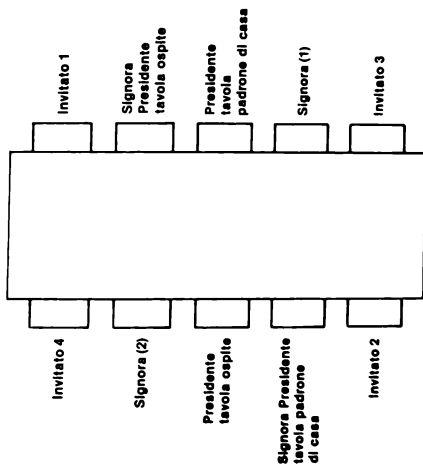 Invitato 2
Signora Presidente
tavola padrone
di casa
Presidente
tavola ospite
Signora (2)
Invitato 4
Invitato 3
Signora (1)
Presidente
tavola
padrone di casa
Signora
Presidente
tavola ospite
Invitato 1